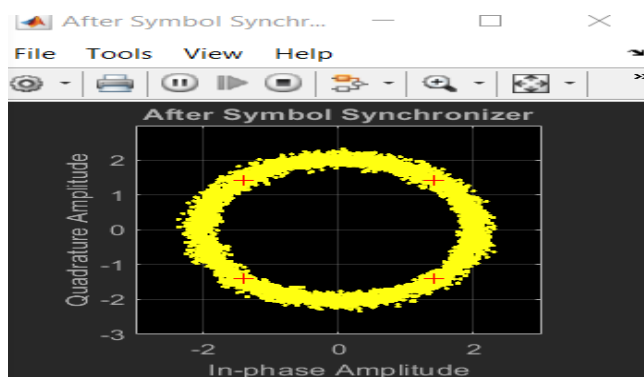 After Symbol Synchr...
File Tools View Help
After Symbol Synchronizer
Quadrature Amplitude
2
1
0
-1
-2
-3
-2 0 2
In-phase Amplitude